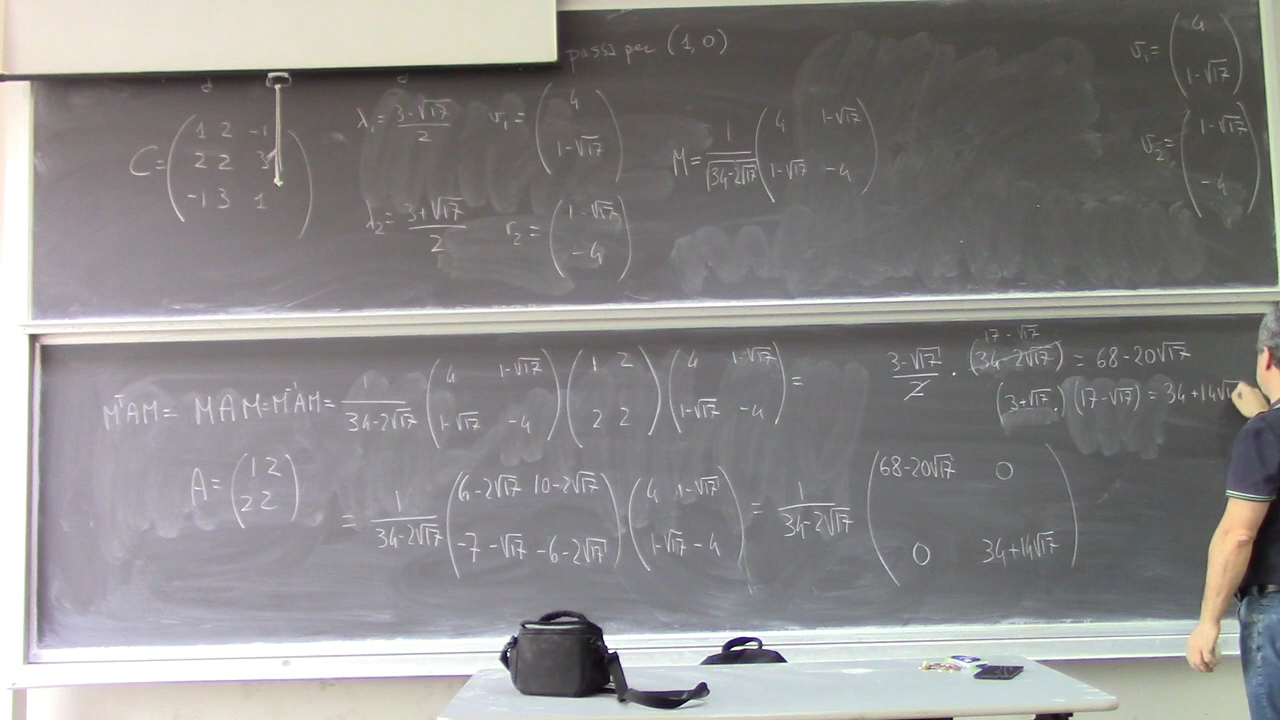 passa per (1,0)
C = ( 1 2 -1
2 2 3
-1 3 1 )
λ₁ = (3-√17)/2 v₁ = ( 4
1-√17 )
λ₂ = (3+√17)/2 v₂ = ( 1-√17
-4 )
M = 1/√(34-2√17) ( 4 1-√17
1-√17 -4 )
v₁ = ( 4
1-√17 )
v₂ = ( 1-√17
-4 )
MᵀAM = MAM = M⁻¹AM = 1/(34-2√17) ( 4 1-√17
1-√17 -4 ) ( 1 2
2 2 ) ( 4 1-√17
1-√17 -4 ) =
A = ( 1 2
2 2 )
= 1/(34-2√17) ( 6-2√17 10-2√17
-7-√17 -6-2√17 ) ( 4 1-√17
1-√17 -4 ) = 1/(34-2√17) ( 68-20√17 0
0 34+14√17 )
17-√17
(3-√17)/2 · (34-2√17) = 68-20√17
(3+√17)(17-√17) = 34+14√17